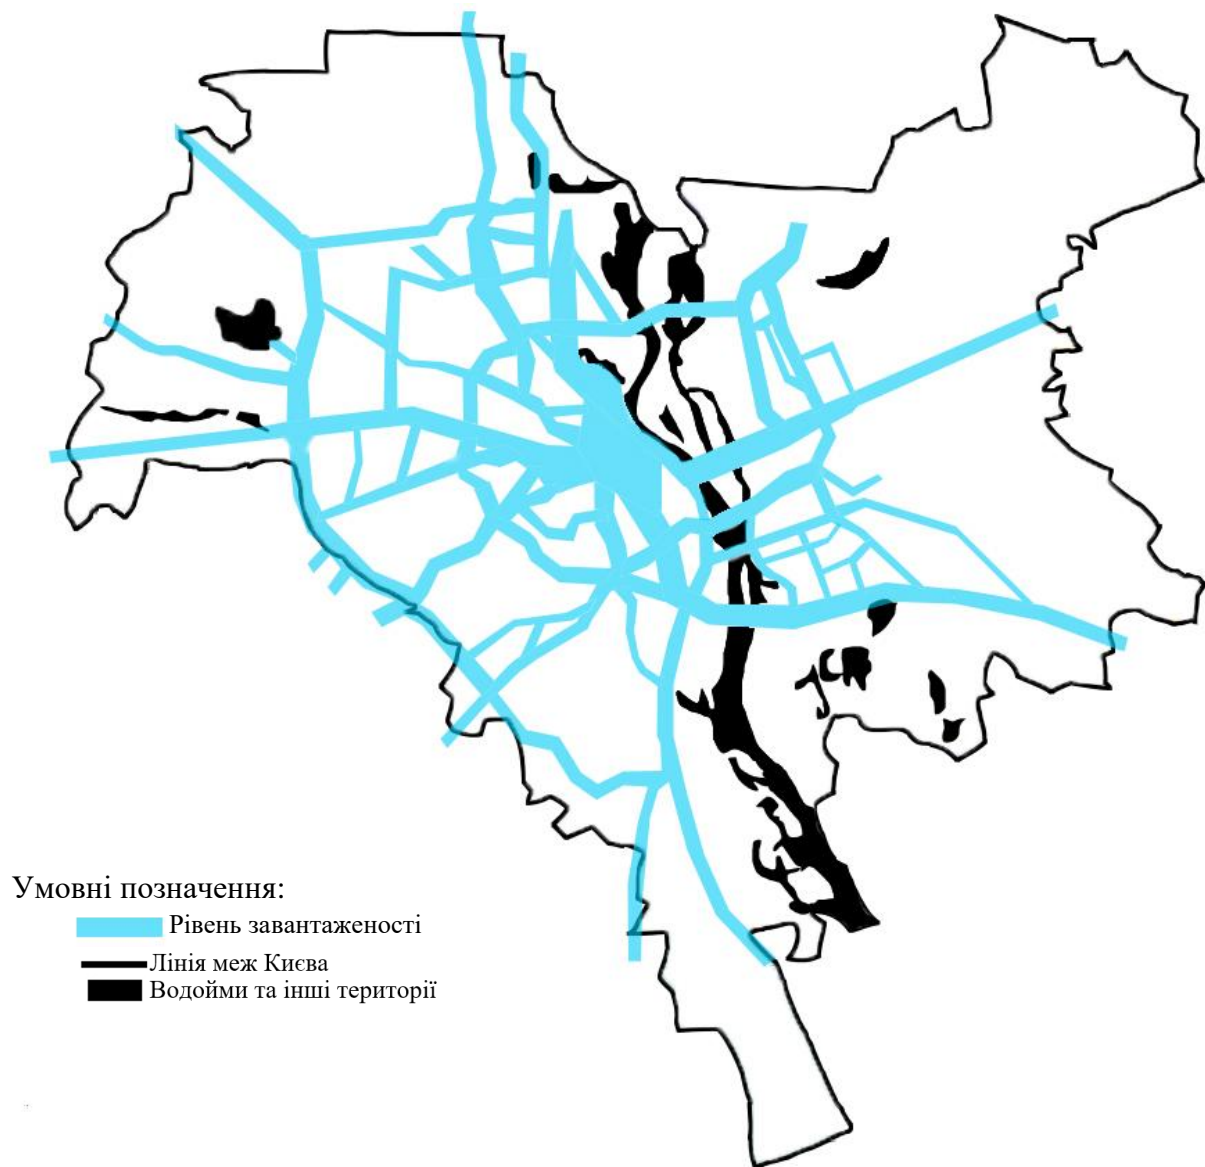 Умовні позначення:
Рівень завантаженості
Лінія меж Києва
Водойми та інші території